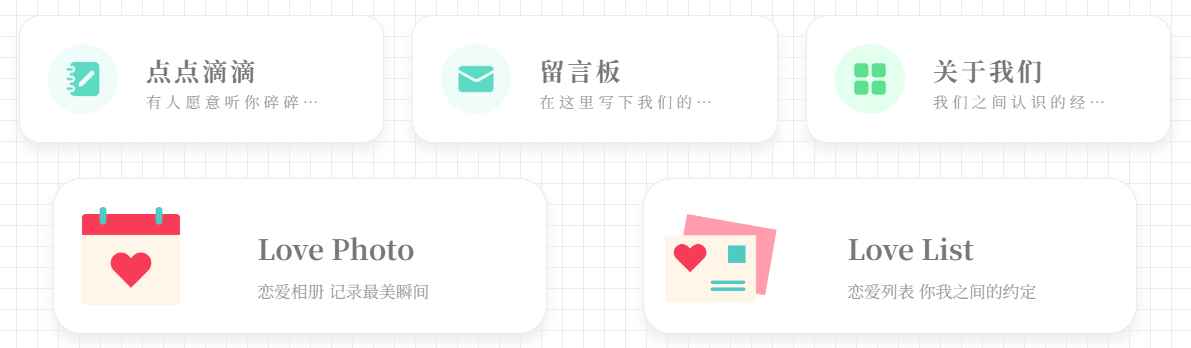 点点滴滴
有人愿意听你碎碎…
留言板
在这里写下我们的…
关于我们
我们之间认识的经…
Love Photo
恋爱相册 记录最美瞬间
Love List
恋爱列表 你我之间的约定